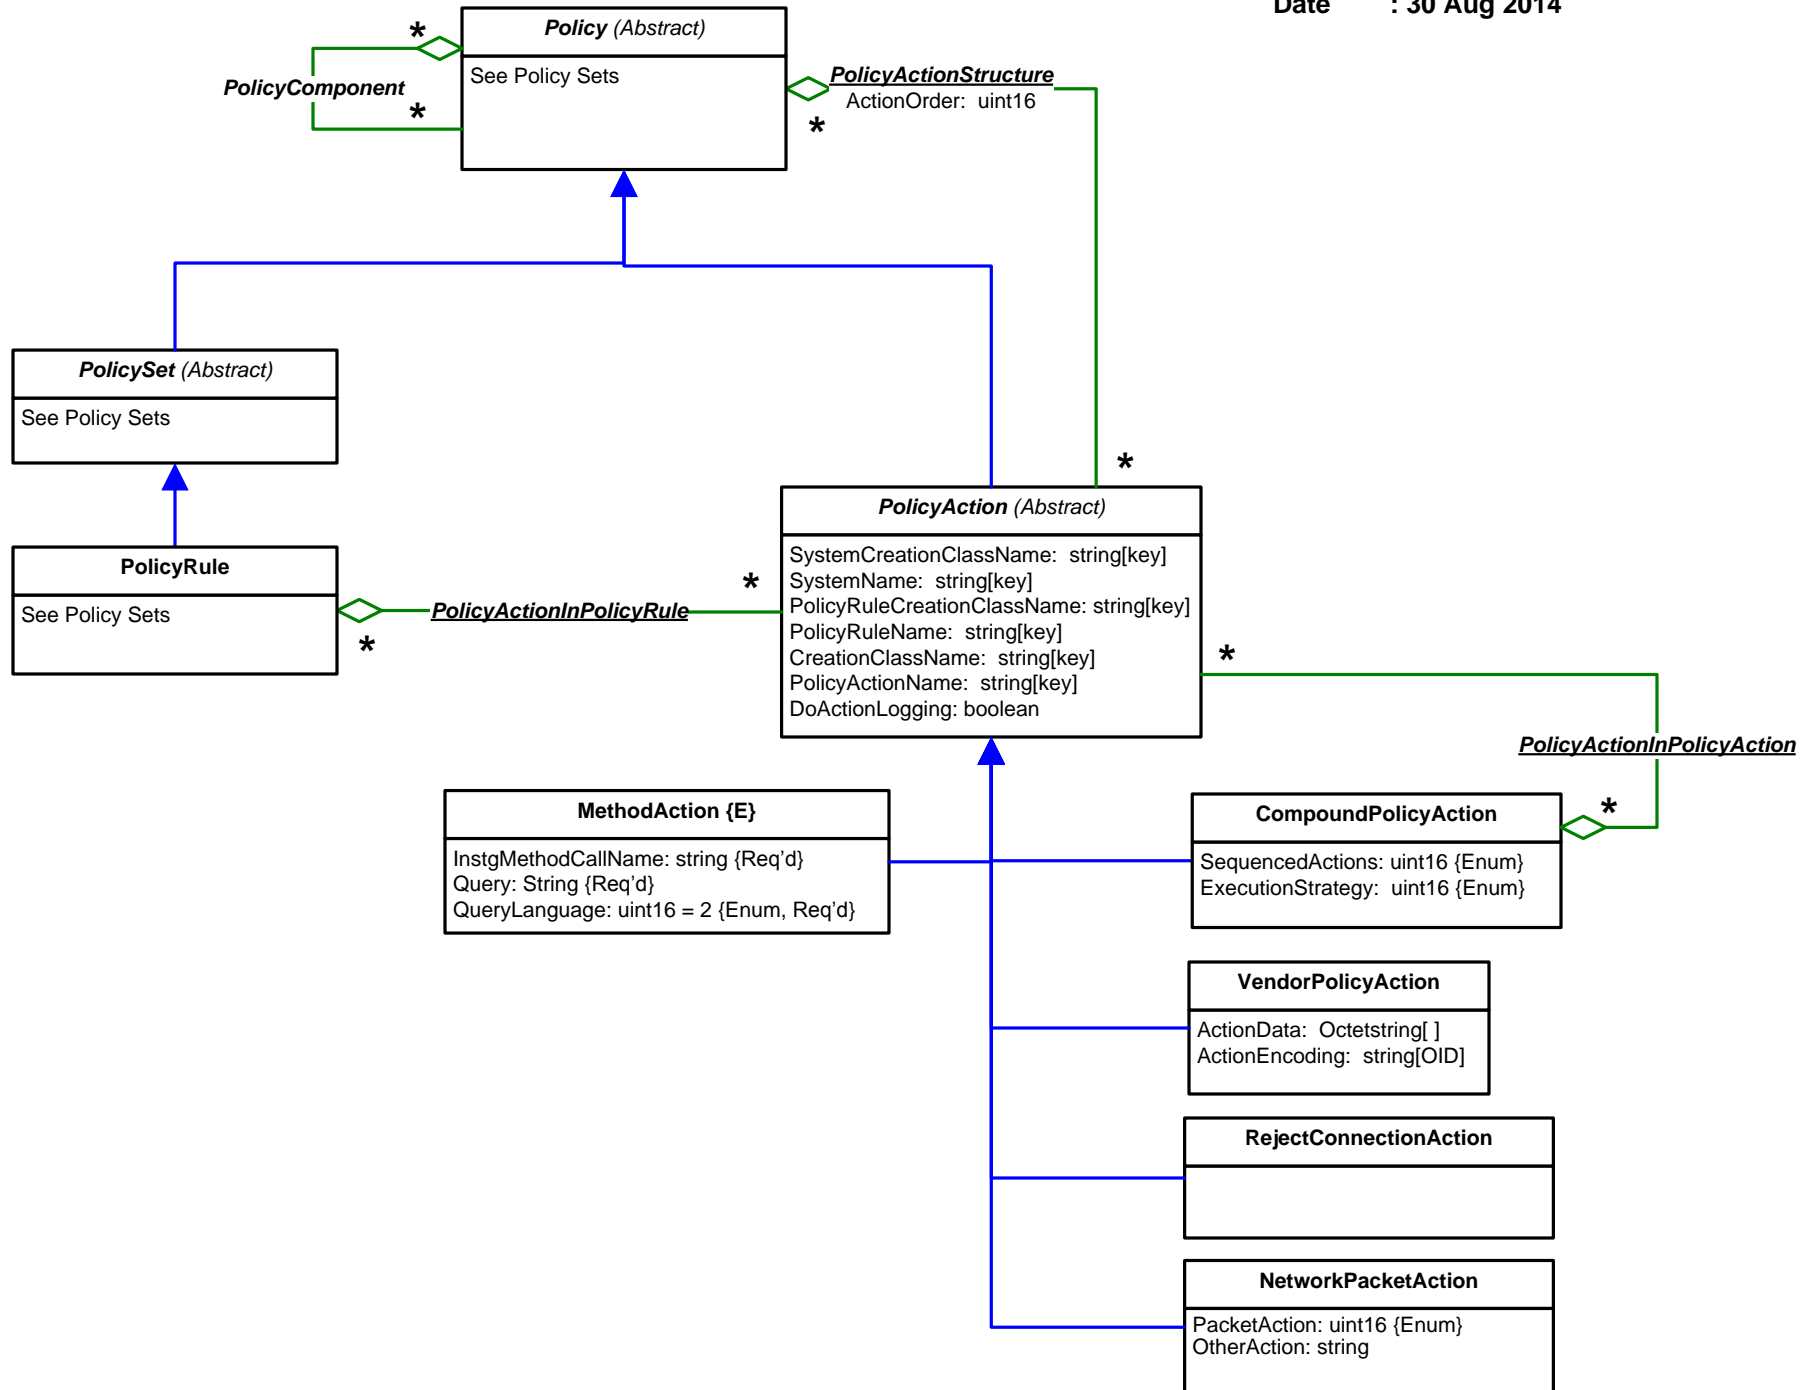 Date : 30 Aug 2014
*
Policy (Abstract)
See Policy Sets
PolicyComponent
*
PolicyActionStructure
ActionOrder: uint16
*
PolicySet (Abstract)
See Policy Sets
*
PolicyAction (Abstract)
SystemCreationClassName: string[key]
SystemName: string[key]
PolicyRuleCreationClassName: string[key]
PolicyRuleName: string[key]
CreationClassName: string[key]
PolicyActionName: string[key]
DoActionLogging: boolean
PolicyRule
See Policy Sets
*
PolicyActionInPolicyRule
*
*
PolicyActionInPolicyAction
*
MethodAction {E}
InstgMethodCallName: string {Req’d}
Query: String {Req’d}
QueryLanguage: uint16 = 2 {Enum, Req’d}
CompoundPolicyAction
SequencedActions: uint16 {Enum}
ExecutionStrategy: uint16 {Enum}
VendorPolicyAction
ActionData: Octetstring[ ]
ActionEncoding: string[OID]
RejectConnectionAction
NetworkPacketAction
PacketAction: uint16 {Enum}
OtherAction: string